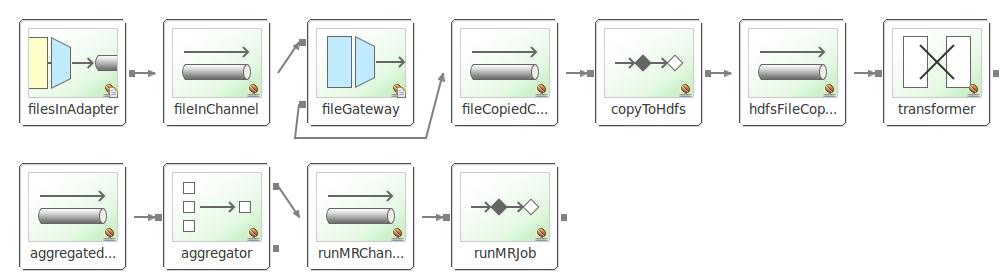 filesInAdapter
fileInChannel
fileGateway
fileCopiedC...
copyToHdfs
hdfsFileCop...
transformer
aggregated...
aggregator
runMRChan...
runMRJob